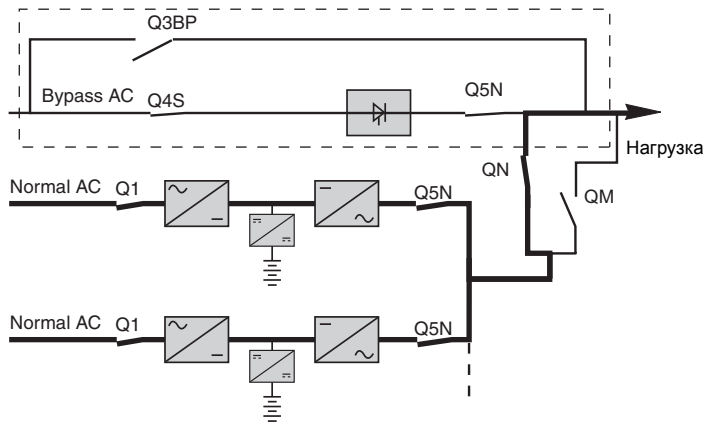 Q3BP
Bypass AC
Q4S
Q5N
Нагрузка
QN
QM
Normal AC
Q1
Q5N
Normal AC
Q1
Q5N